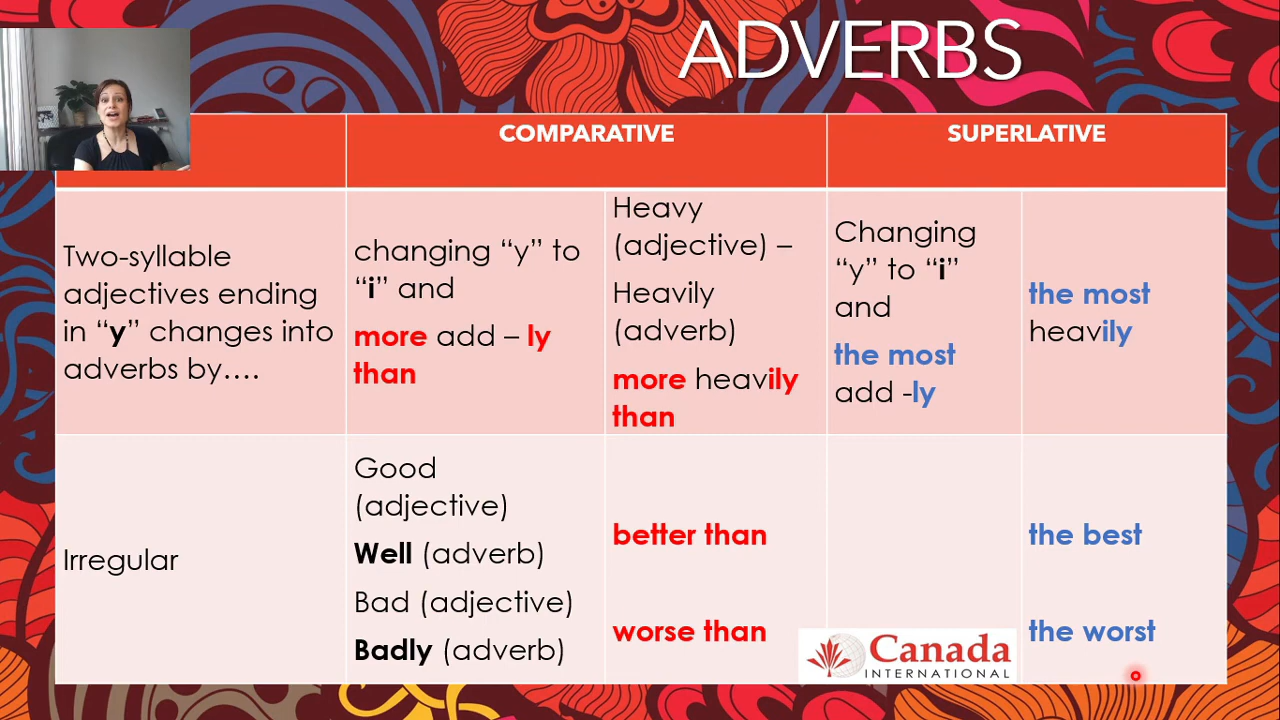 ADVERBS
COMPARATIVE
SUPERLATIVE
Two-syllable
adjectives ending
in “y” changes into
adverbs by….
changing “y” to
“i” and
more add – ly
than
Heavy
(adjective) –
Heavily
(adverb)
more heavily
than
Changing
“y” to “i”
and
the most
add -ly
the most
heavily
Irregular
Good
(adjective)
Well (adverb)
Bad (adjective)
Badly (adverb)
better than
worse than
the best
the worst
Canada
INTERNATIONAL